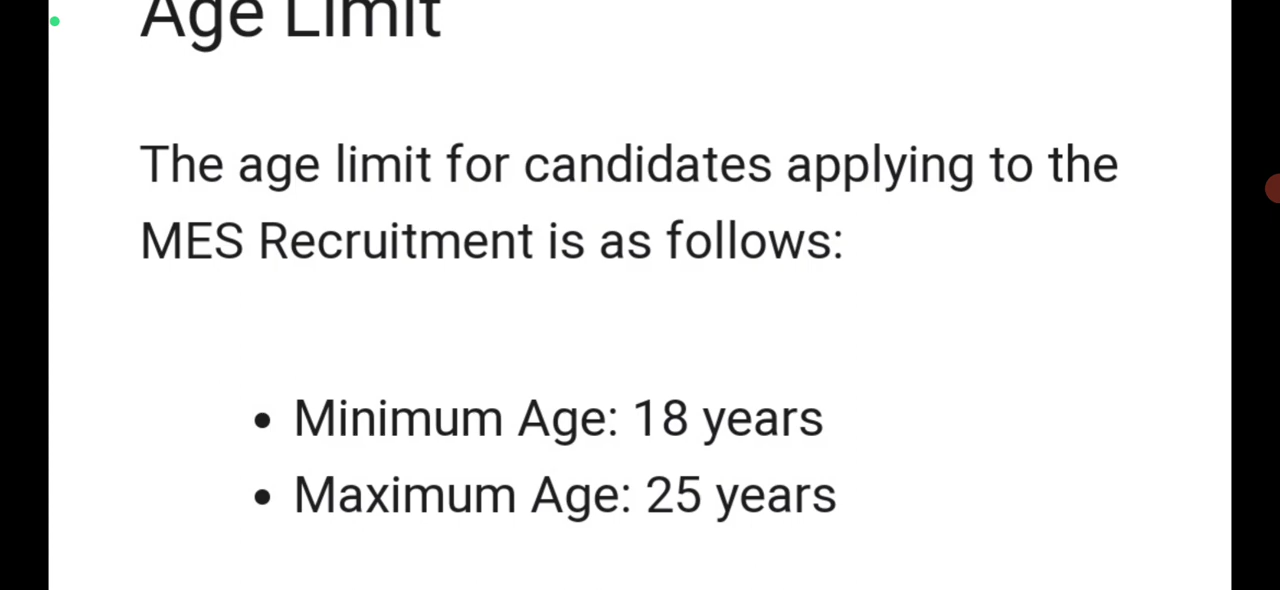 Age Limit
The age limit for candidates applying to the
MES Recruitment is as follows:
• Minimum Age: 18 years
• Maximum Age: 25 years